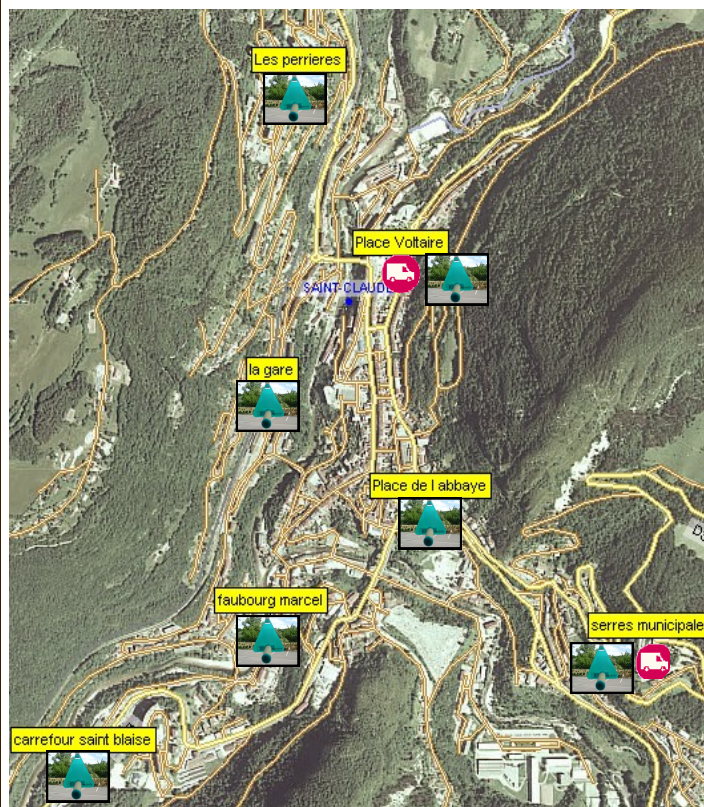 Les perrieres
Place Voltaire
SAINT-CLAUDE
la gare
Place de l abbaye
faubourg marcel
serres municipale
carrefour saint blaise